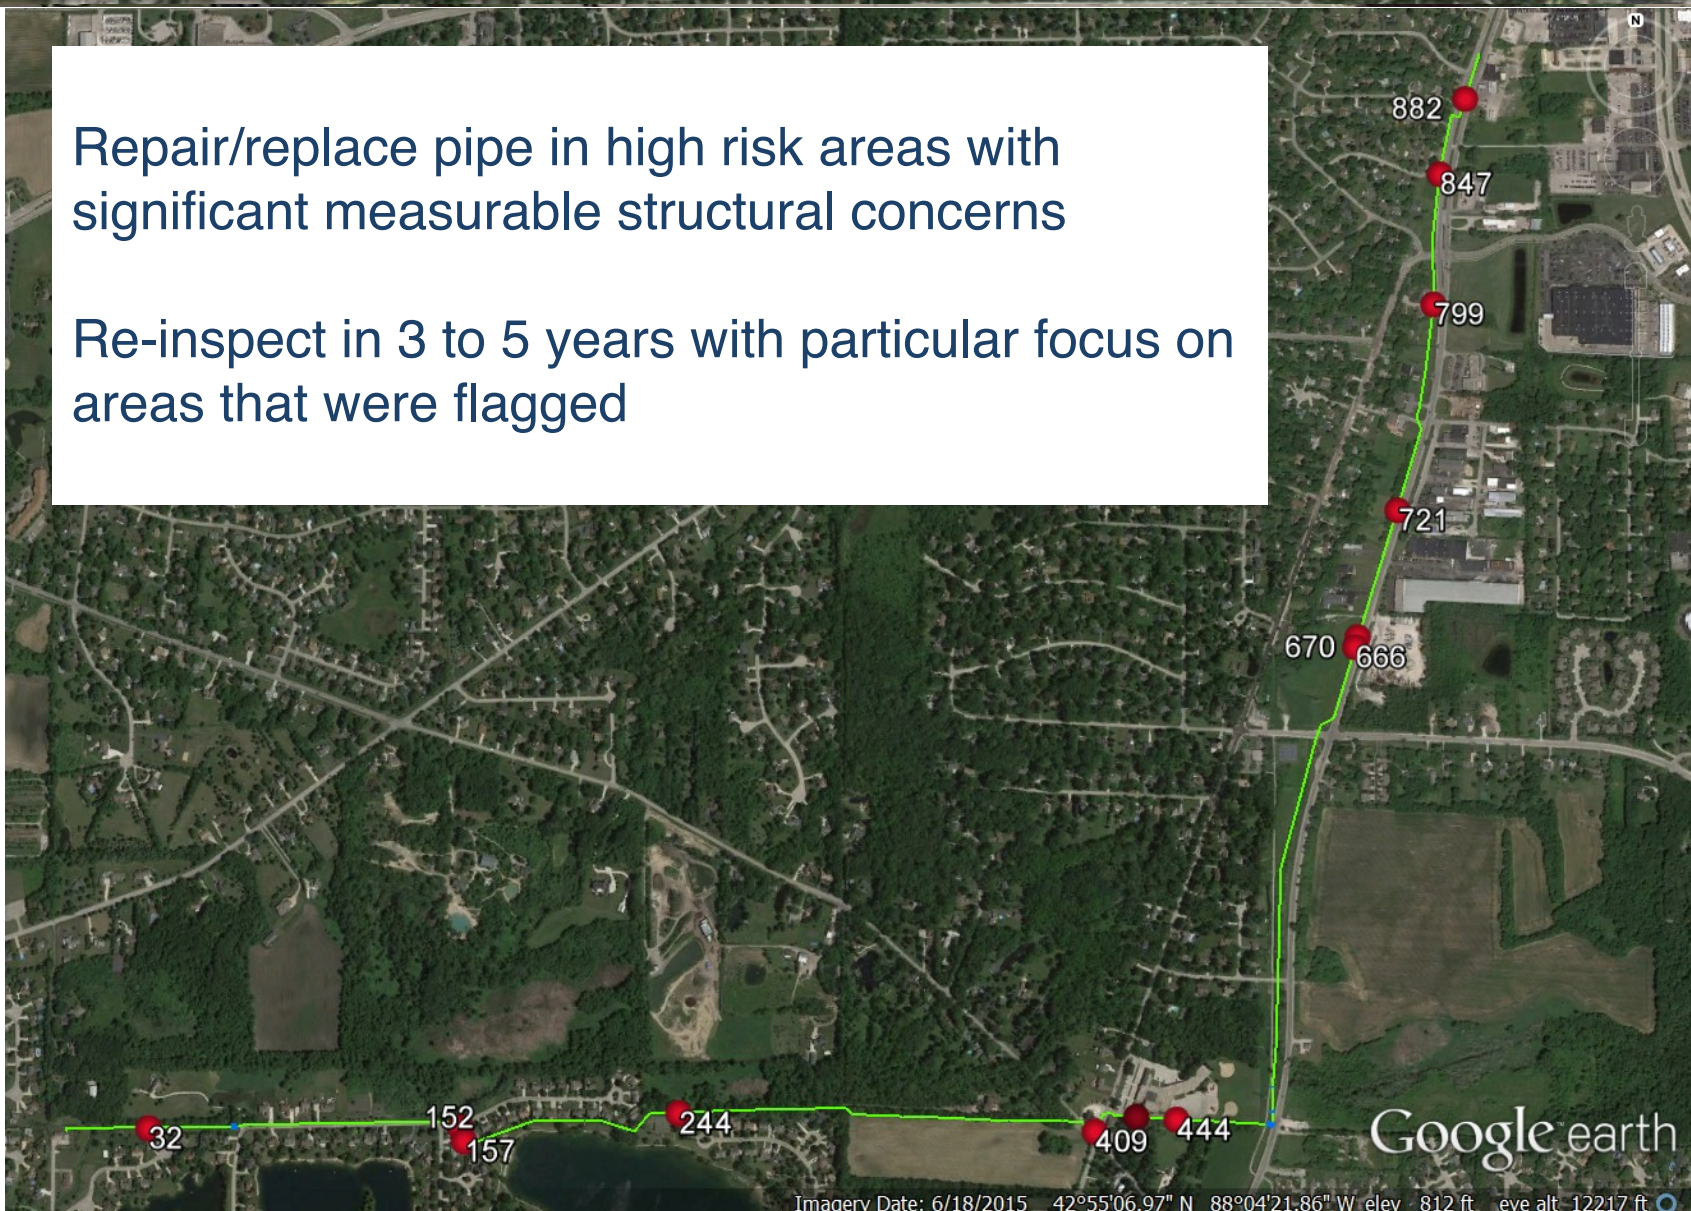 N
Repair/replace pipe in high risk areas with
significant measurable structural concerns
Re-inspect in 3 to 5 years with particular focus on
areas that were flagged
882
847
799
721
670
666
152
157
32
244
409
444
Google earth
Imagery Date: 6/18/2015 42°55'06.97" N 88°04'21.86" W elev 812 ft eye alt 12217 ft